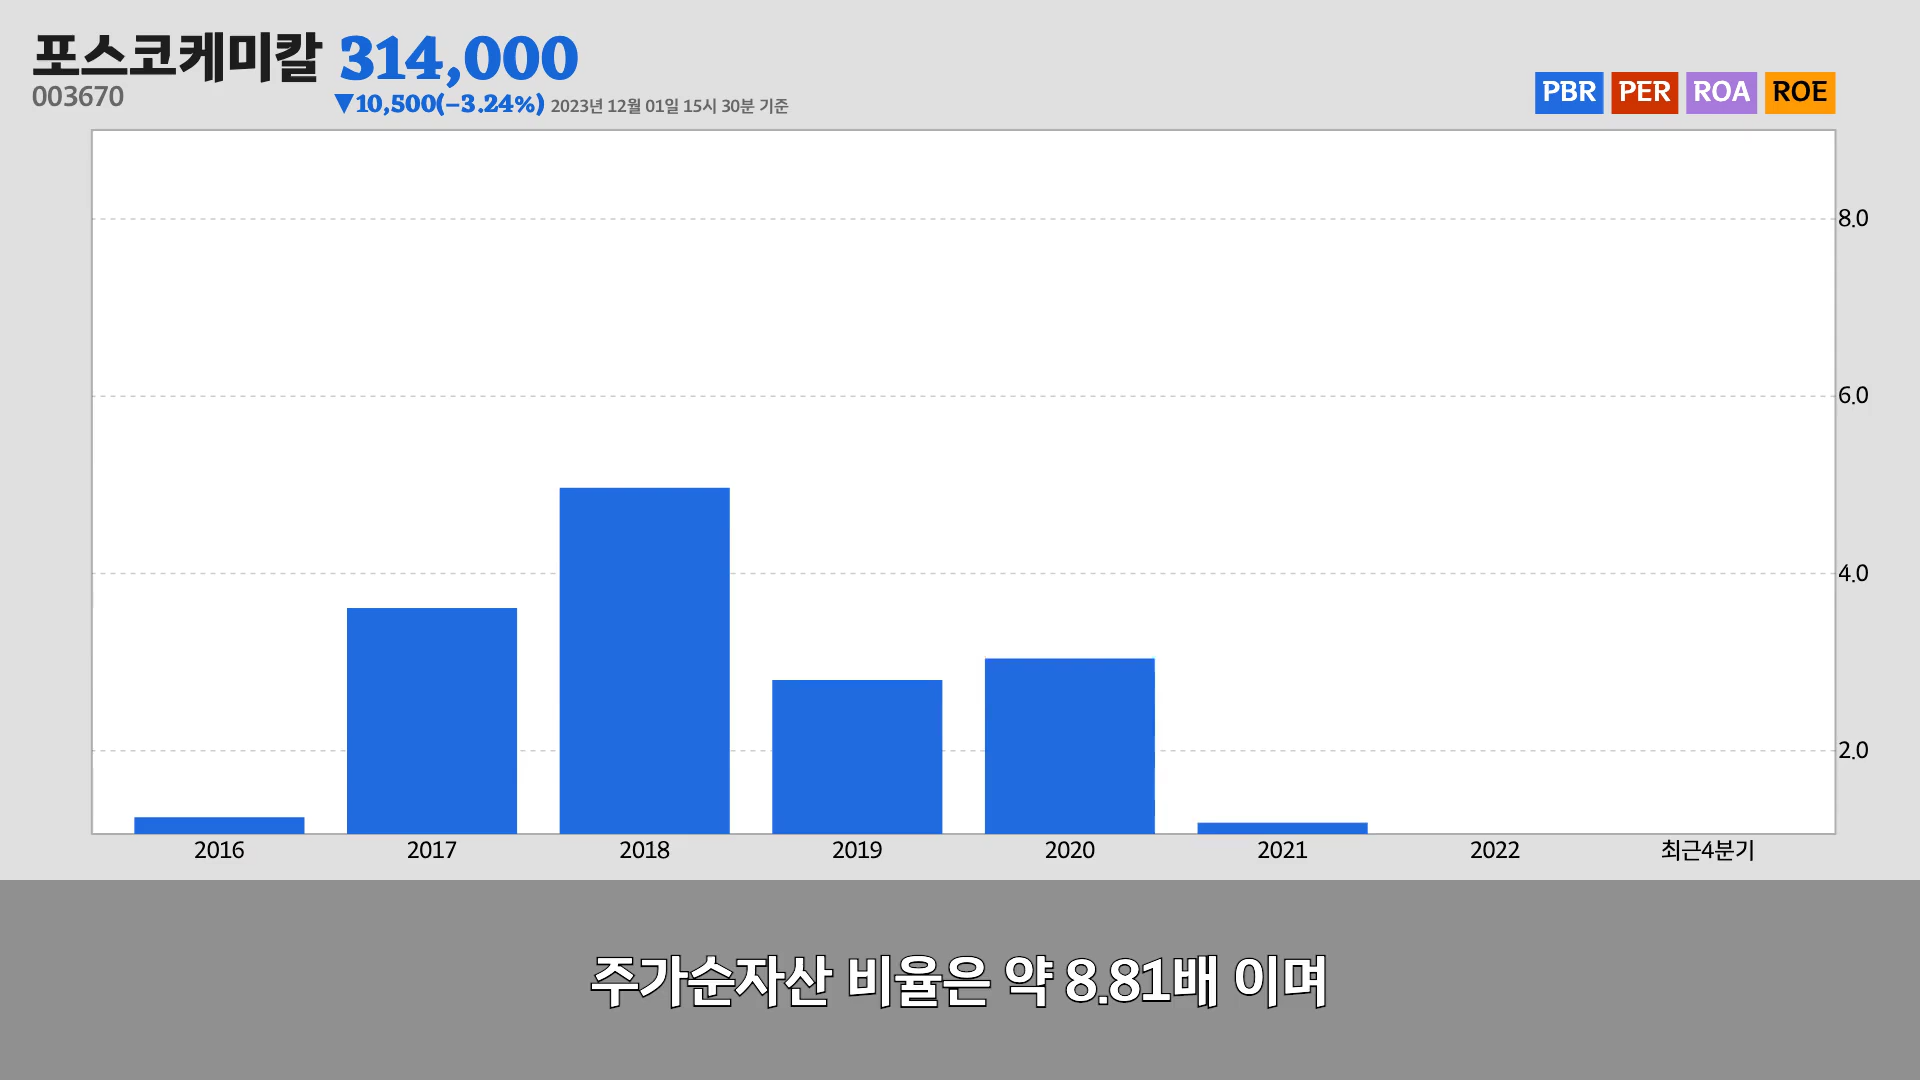 포스코케미칼 314,000
003670 ▼10,500(-3.24%) 2023년 12월 01일 15시 30분 기준
PBR PER ROA ROE
8.0
6.0
4.0
2.0
2016 2017 2018 2019 2020 2021 2022 최근4분기
주가순자산 비율은 약 8.81배 이며